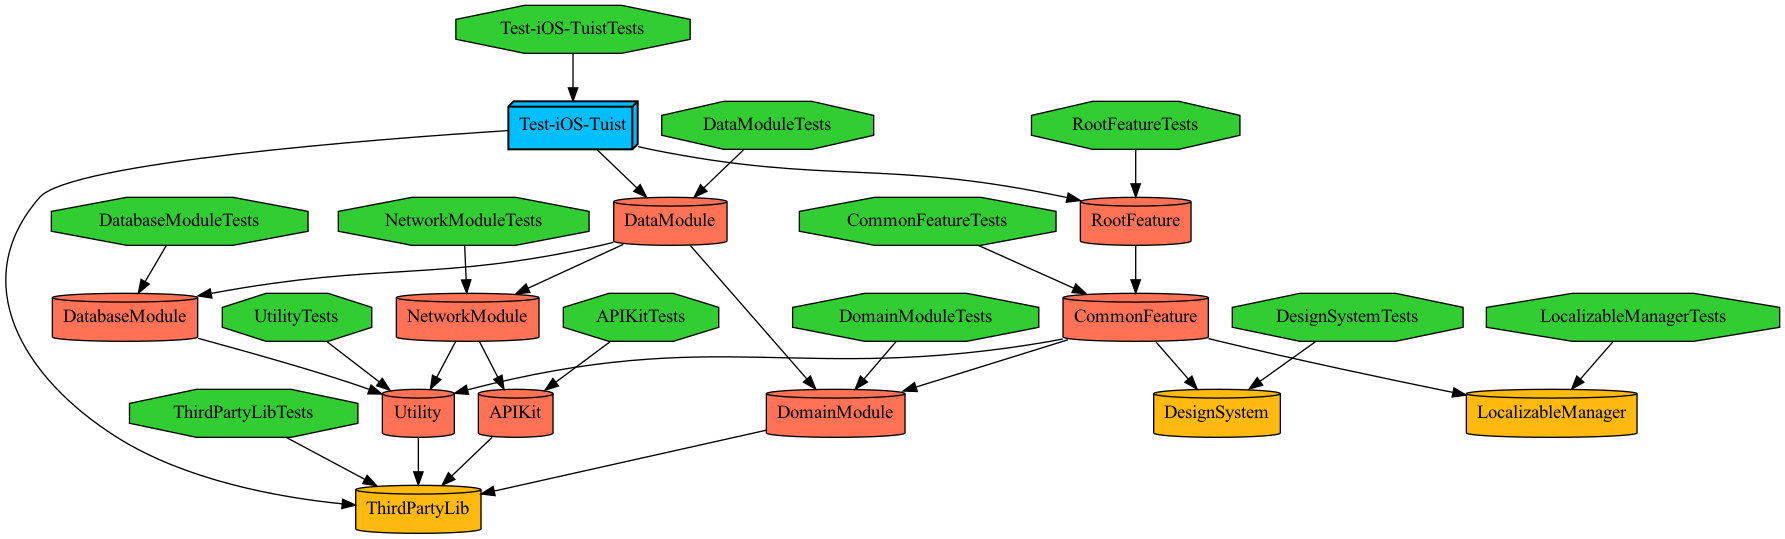 Test-iOS-TuistTests
Test-iOS-Tuist
DataModuleTests
RootFeatureTests
DatabaseModuleTests
NetworkModuleTests
DataModule
CommonFeatureTests
RootFeature
DatabaseModule
UtilityTests
NetworkModule
APIKitTests
DomainModuleTests
CommonFeature
DesignSystemTests
LocalizableManagerTests
ThirdPartyLibTests
Utility
APIKit
DomainModule
DesignSystem
LocalizableManager
ThirdPartyLib